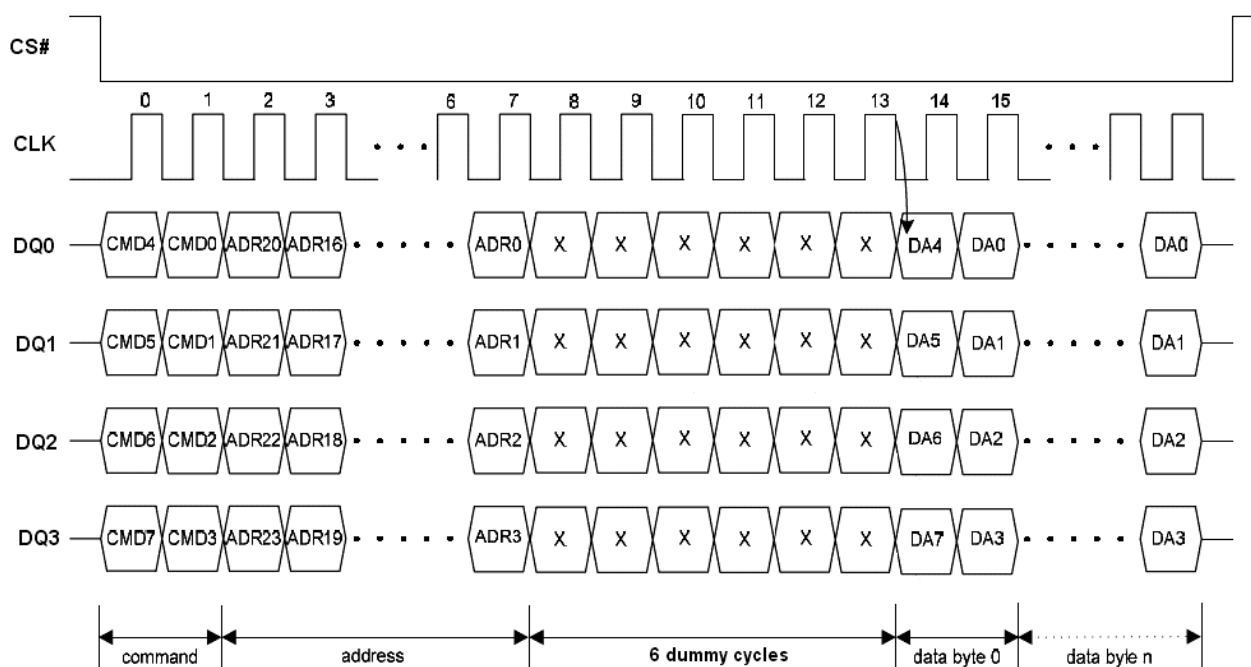 CS#
0 1 2 3 6 7 8 9 10 11 12 13 14 15
CLK
DQ0 CMD4 CMD0 ADR20 ADR16 ADR0 X X X X X X DA4 DA0 DA0
DQ1 CMD5 CMD1 ADR21 ADR17 ADR1 X X X X X X DA5 DA1 DA1
DQ2 CMD6 CMD2 ADR22 ADR18 ADR2 X X X X X X DA6 DA2 DA2
DQ3 CMD7 CMD3 ADR23 ADR19 ADR3 X X X X X X DA7 DA3 DA3
command address 6 dummy cycles data byte 0 data byle n